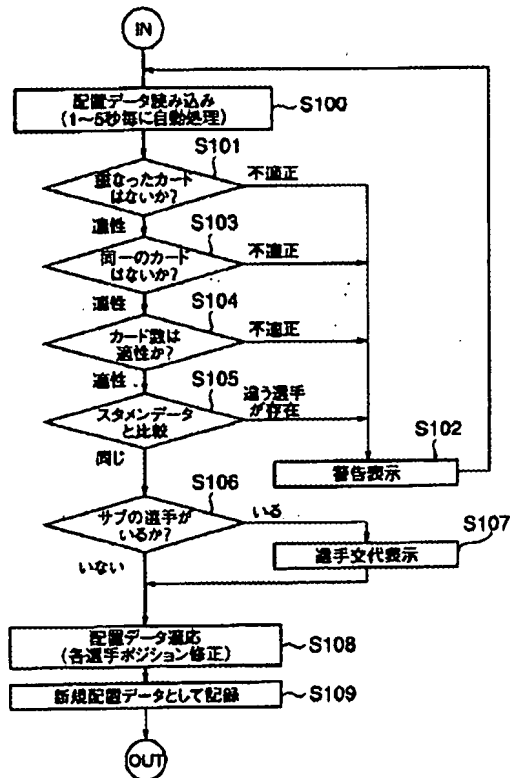 IN
配置データ読み込み
(1~5秒毎に自動処理)
S100
S101
重なったカード
はないか?
不適正
適性
S103
同一のカード
はないか?
不適正
適性
S104
カード数は
適性か?
不適正
適性
S105
スタメンデータ
と比較
違う選手
が存在
同じ
S102
警告表示
S106
サブの選手が
いるか?
いる
いない
S107
選手交代表示
配置データ適応
(各選手ポジション修正)
S108
新規配置データとして記録
S109
OUT